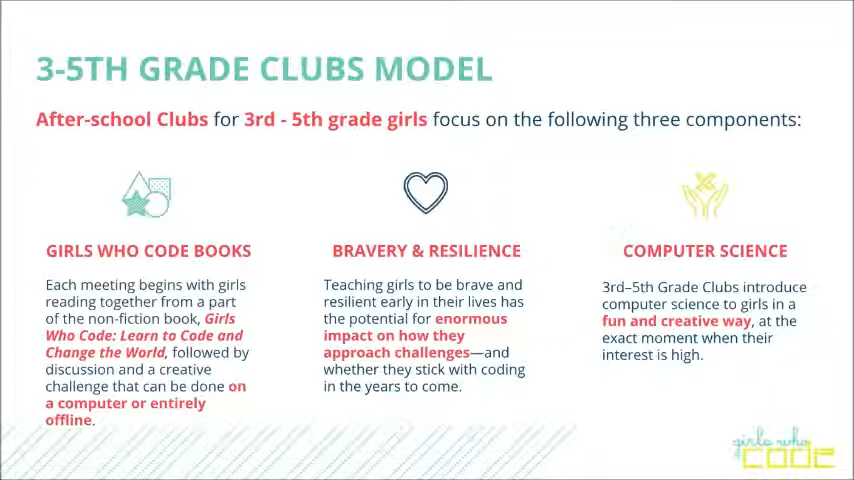 3-5TH GRADE CLUBS MODEL
After-school Clubs for 3rd - 5th grade girls focus on the following three components:
GIRLS WHO CODE BOOKS
Each meeting begins with girls
reading together from a part
of the non-fiction book, Girls
Who Code: Learn to Code and
Change the World, followed by
discussion and a creative
challenge that can be done on
a computer or entirely
offline.
BRAVERY & RESILIENCE
Teaching girls to be brave and
resilient early in their lives has
the potential for enormous
impact on how they
approach challenges—and
whether they stick with coding
in the years to come.
COMPUTER SCIENCE
3rd–5th Grade Clubs introduce
computer science to girls in a
fun and creative way, at the
exact moment when their
interest is high.
girls who
CODE